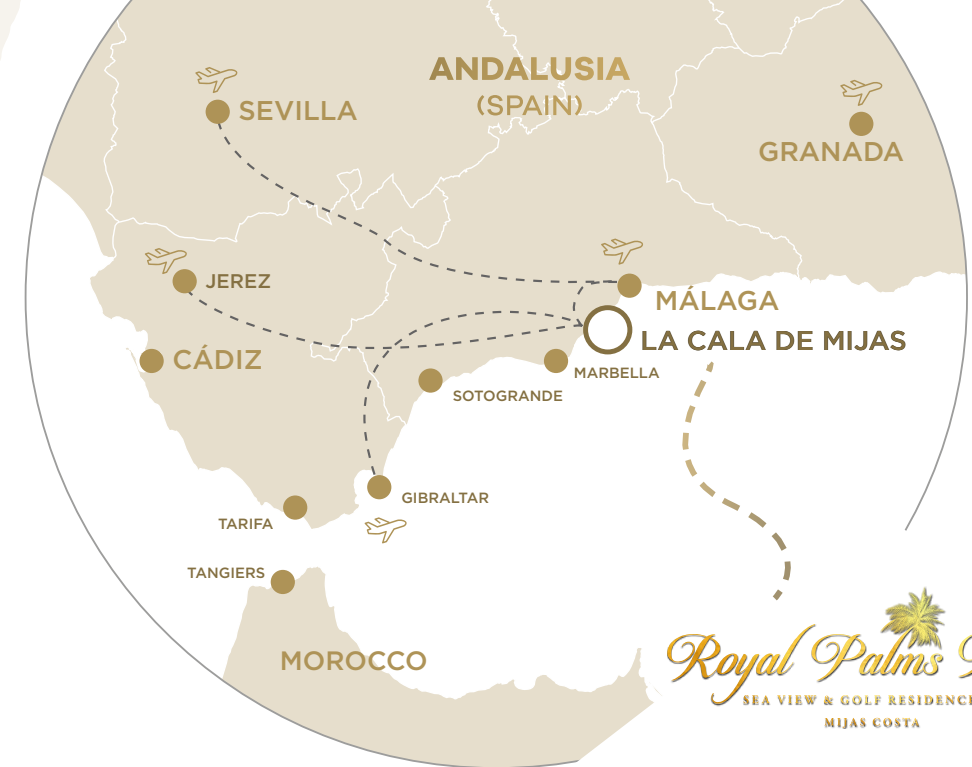 ANDALUSIA
(SPAIN)
SEVILLA
GRANADA
JEREZ
MÁLAGA
LA CALA DE MIJAS
CÁDIZ
MARBELLA
SOTOGRANDE
GIBRALTAR
TARIFA
TANGIERS
MOROCCO
Royal Palms
SEA VIEW & GOLF
MIJAS COSTA